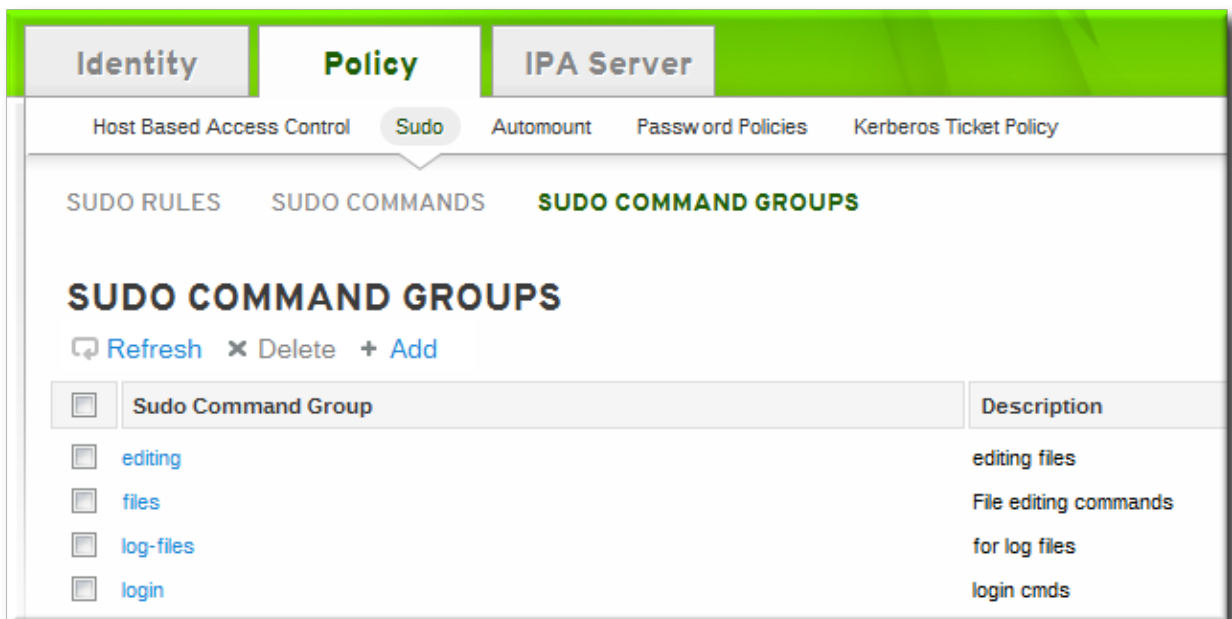 Identity Policy IPA Server
Host Based Access Control Sudo Automount Password Policies Kerberos Ticket Policy
SUDO RULES SUDO COMMANDS SUDO COMMAND GROUPS
SUDO COMMAND GROUPS
Refresh Delete Add
Sudo Command Group Description
editing editing files
files File editing commands
log-files for log files
login login cmds